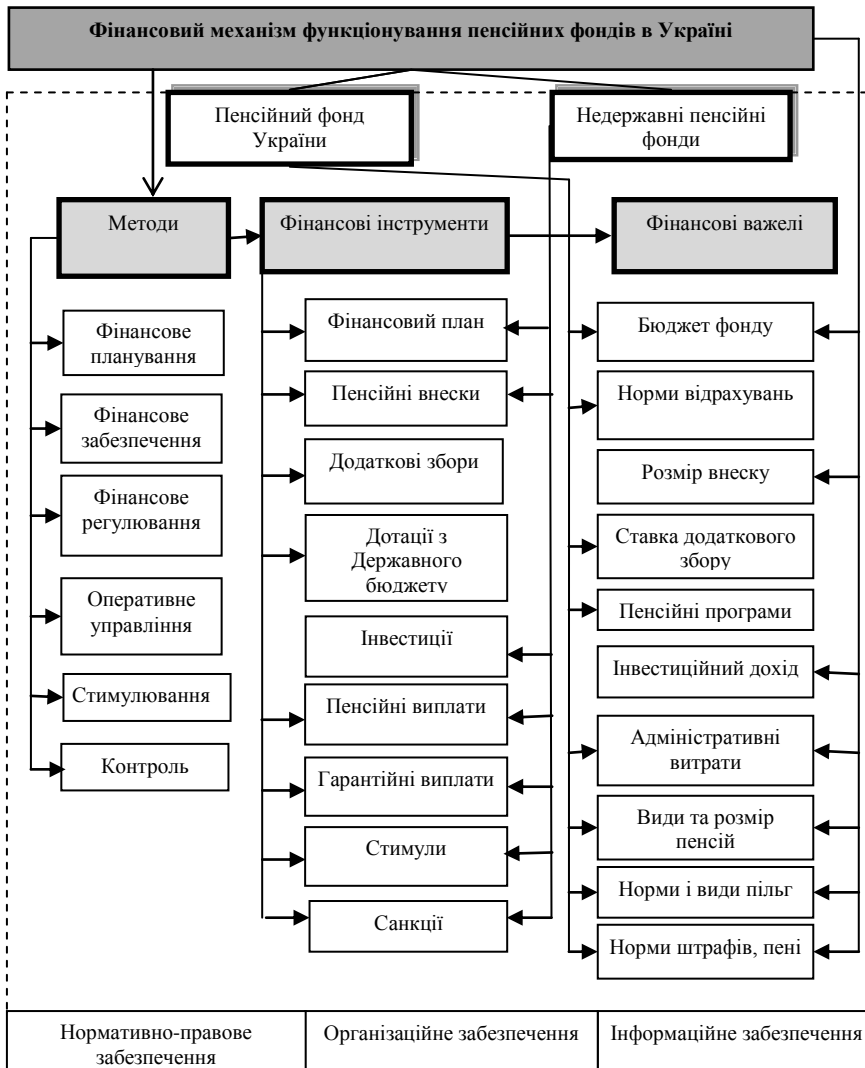 Фінансовий механізм функціонування пенсійних фондів в Україні
Пенсійний фонд
України
Недержавні пенсійні
фонди
Методи
Фінансові інструменти
Фінансові важелі
Фінансове
планування
Фінансове
забезпечення
Фінансове
регулювання
Оперативне
управління
Стимулювання
Контроль
Фінансовий план
Пенсійні внески
Додаткові збори
Дотації з
Державного
бюджету
Інвестиції
Пенсійні виплати
Гарантійні виплати
Стимули
Санкції
Бюджет фонду
Норми відрахувань
Розмір внеску
Ставка додаткового
збору
Пенсійні програми
Інвестиційний дохід
Адміністративні
витрати
Види та розмір
пенсій
Норми і види пільг
Норми штрафів, пені
Нормативно-правове
забезпечення
Організаційне забезпечення
Інформаційне забезпечення